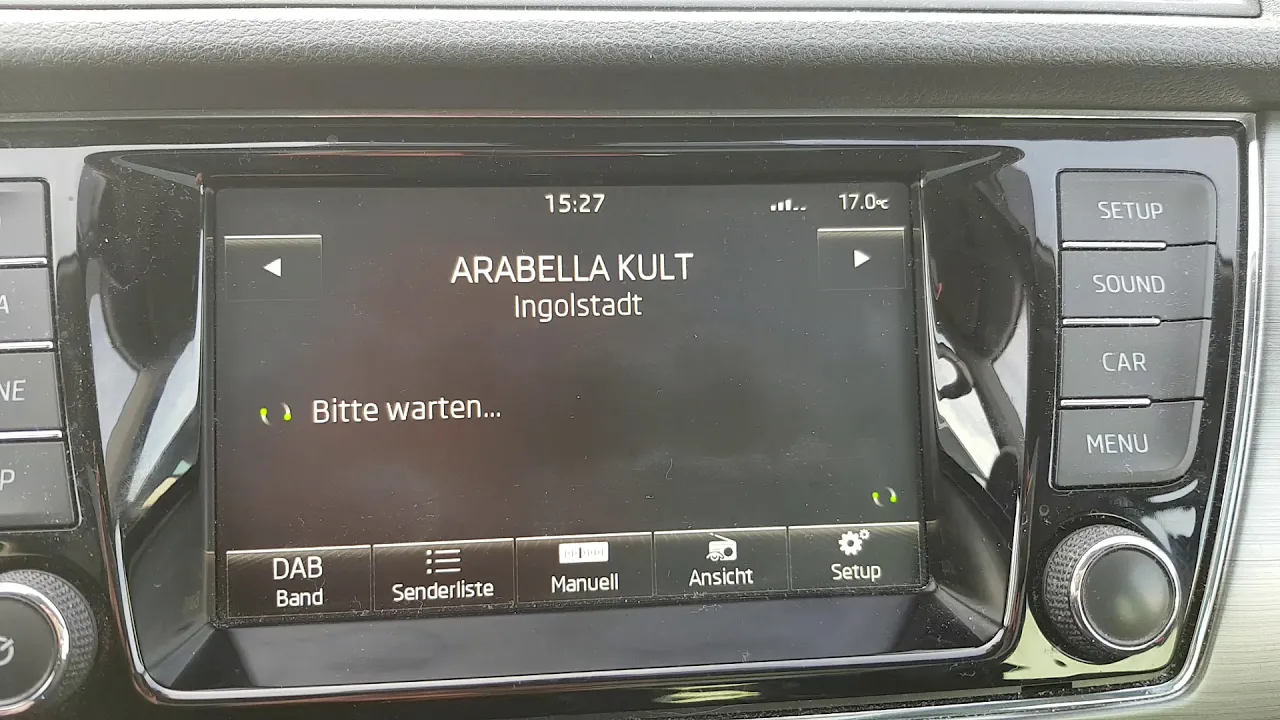 15:27
17.0°C
ARABELLA KULT
Ingolstadt
Bitte warten...
DAB
Band
Senderliste
Manuell
Ansicht
Setup
SETUP
SOUND
CAR
MENU